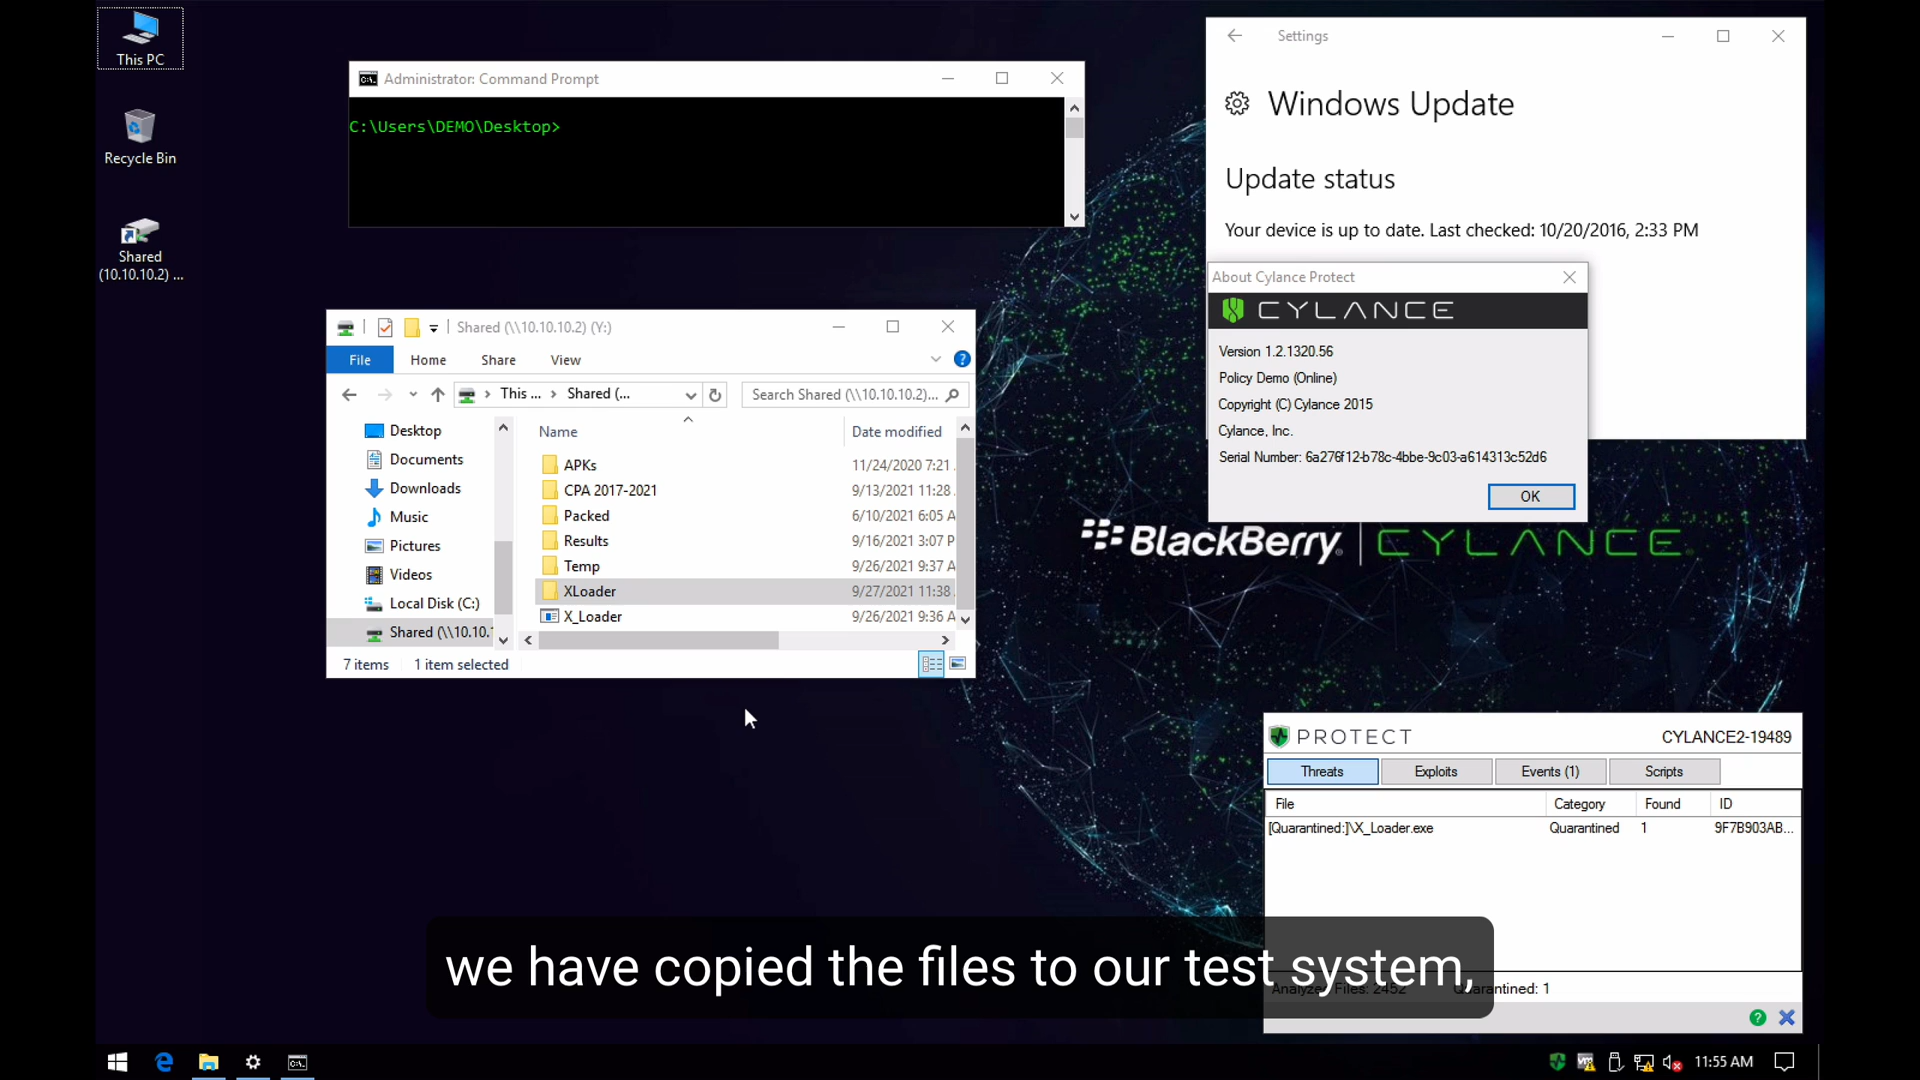 This PC
Recycle Bin
Shared
(10.10.10.2) ...
Administrator: Command Prompt
C:\Users\DEMO\Desktop>
Settings
Windows Update
Update status
Your device is up to date. Last checked: 10/20/2016, 2:33 PM
About Cylance Protect
CYLANCE
Version 1.2.1320.56
Policy Demo (Online)
Copyright (C) Cylance 2015
Cylance, Inc.
Serial Number: 6a276f12-b78c-4bbe-9c03-a614313c52d6
OK
Shared (\\10.10.10.2) (Y:)
File Home Share View
This ... Shared (... Search Shared (\\10.10.10.2)...
Name Date modified
Desktop
Documents
Downloads
Music
Pictures
Videos
Local Disk (C:)
Shared (\\10.10.1
APKs 11/24/2020 7:21
CPA 2017-2021 9/13/2021 11:28
Packed 6/10/2021 6:05 A
Results 9/16/2021 3:07 P
Temp 9/26/2021 9:37 A
XLoader 9/27/2021 11:38
X_Loader 9/26/2021 9:36 A
7 items 1 item selected
BlackBerry CYLANCE
PROTECT CYLANCE2-19489
Threats Exploits Events (1) Scripts
File Category Found ID
[Quarantined:]\X_Loader.exe Quarantined 1 9F7B903AB...
Analyzed Files: 2452 Quarantined: 1
we have copied the files to our test system,
11:55 AM